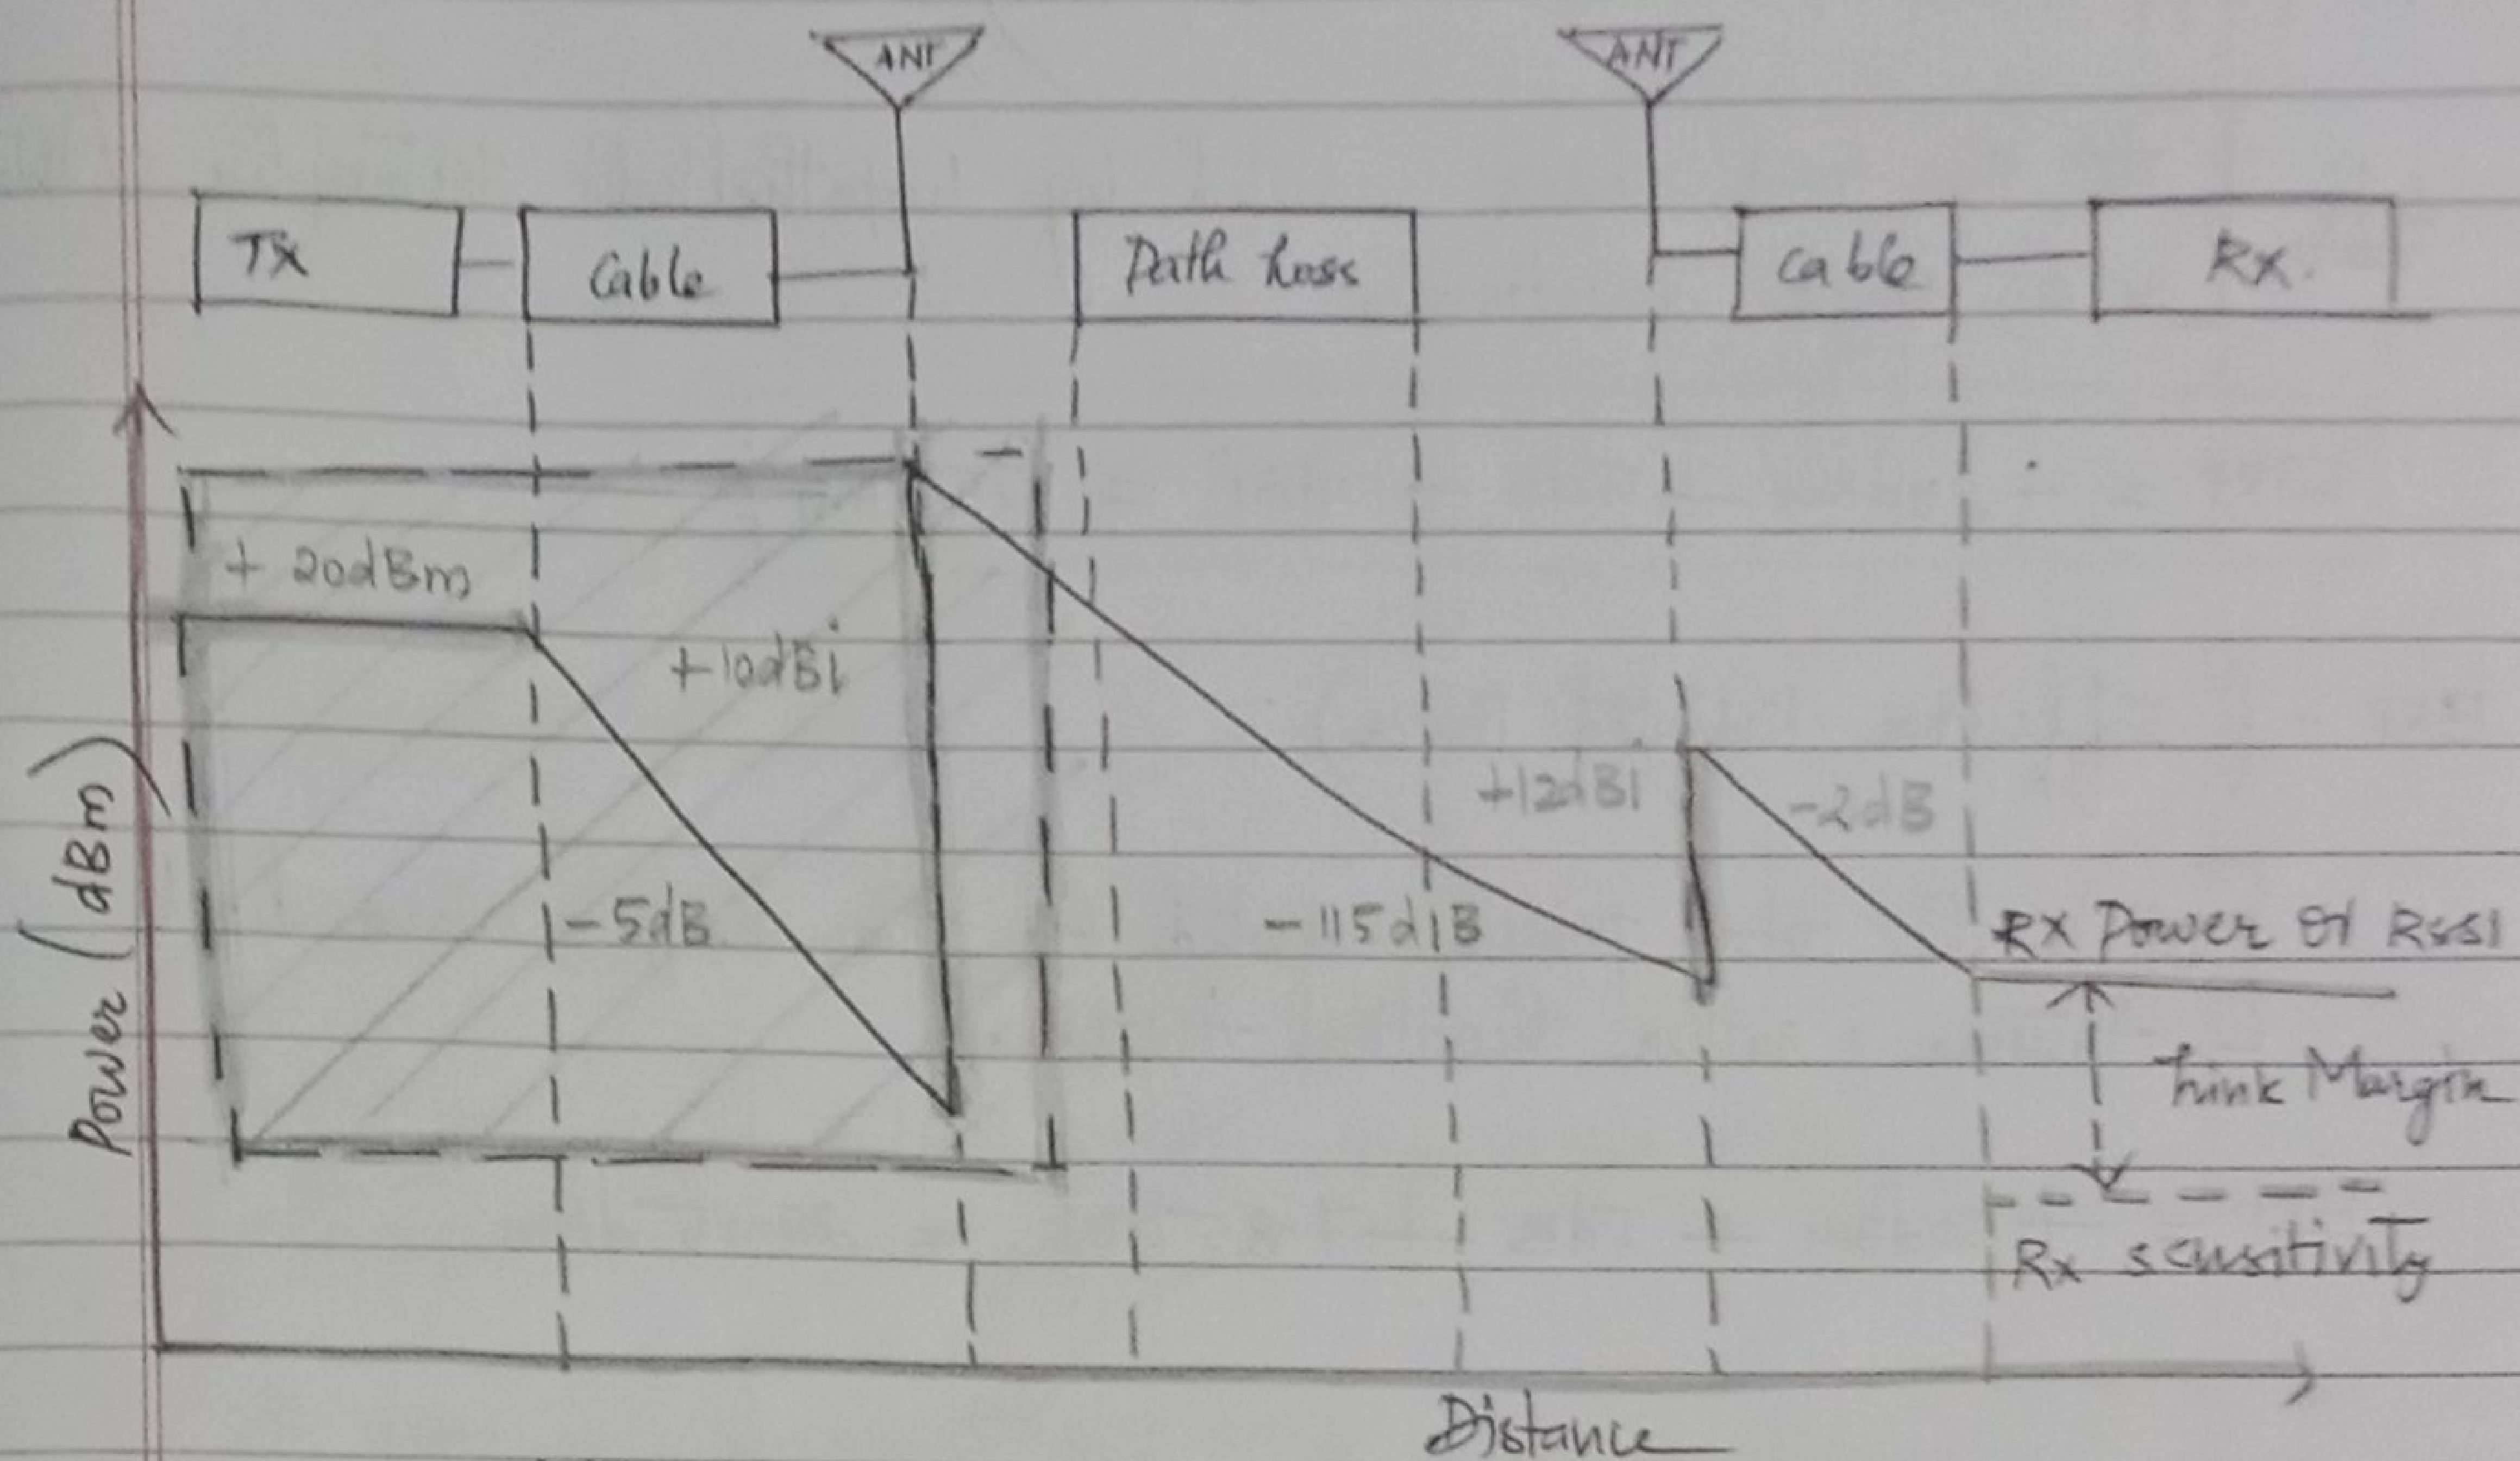 ANT ANT
Tx Cable Path Loss cable Rx.
+ 20dBm
+10dBi
+12dBi -2dB
-5dB -115dB RX Power or RSSI
Link Margin
Rx sensitivity
Power (dBm)
Distance